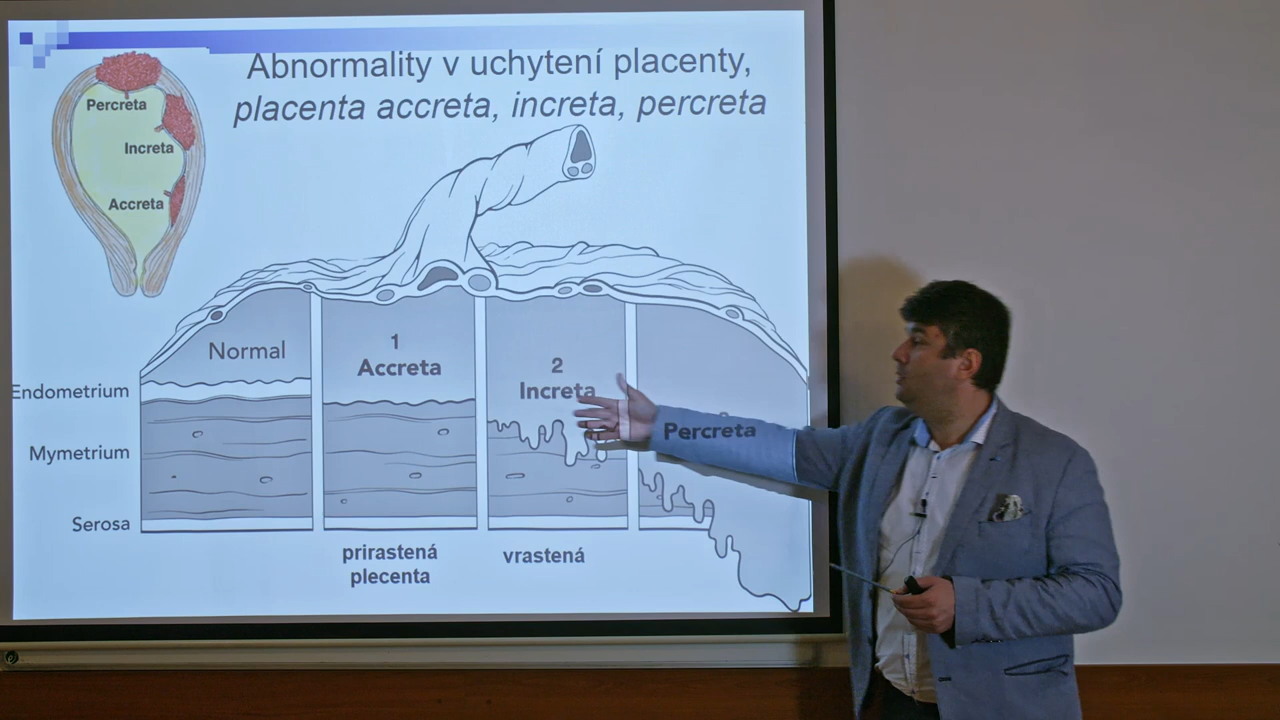 Abnormality v uchytení placenty,
placenta accreta, increta, percreta
Percreta
Increta
Accreta
Normal
1
Accreta
2
Increta
Percreta
Endometrium
Mymetrium
Serosa
prirastená
plecenta
vrastená